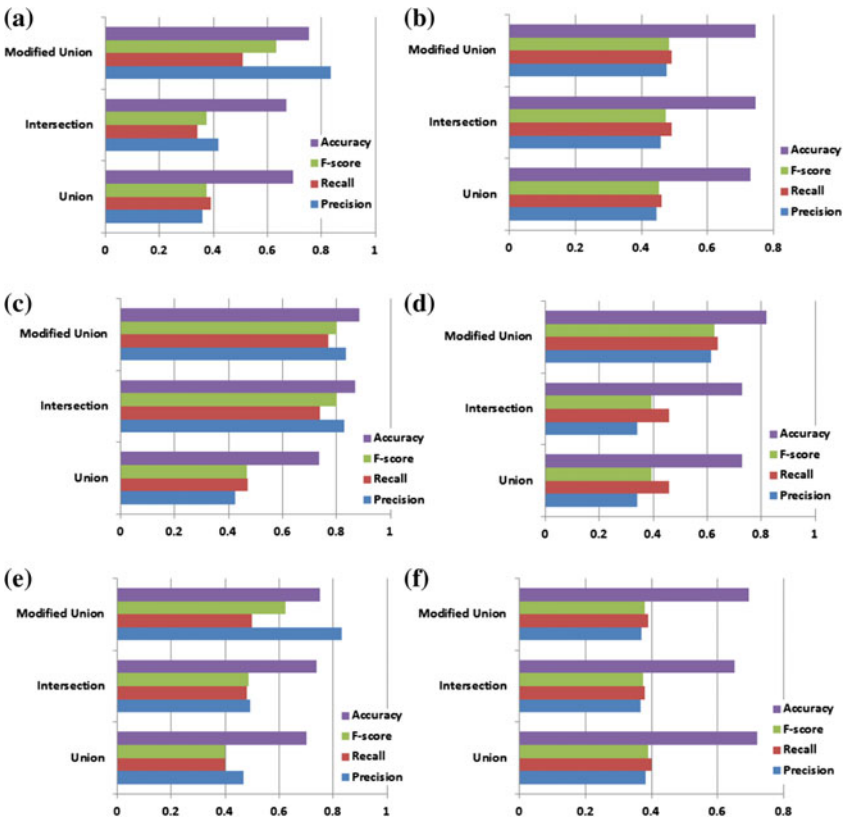 (a)
Modified Union
Intersection
Union
Accuracy
F-score
Recall
Precision
0 0.2 0.4 0.6 0.8 1
(b)
Modified Union
Intersection
Union
Accuracy
F-score
Recall
Precision
0 0.2 0.4 0.6 0.8
(c)
Modified Union
Intersection
Union
Accuracy
F-score
Recall
Precision
0 0.2 0.4 0.6 0.8 1
(d)
Modified Union
Intersection
Union
Accuracy
F-score
Recall
Precision
0 0.2 0.4 0.6 0.8 1
(e)
Modified Union
Intersection
Union
Accuracy
F-score
Recall
Precision
0 0.2 0.4 0.6 0.8 1
(f)
Modified Union
Intersection
Union
Accuracy
F-score
Recall
Precision
0 0.2 0.4 0.6 0.8